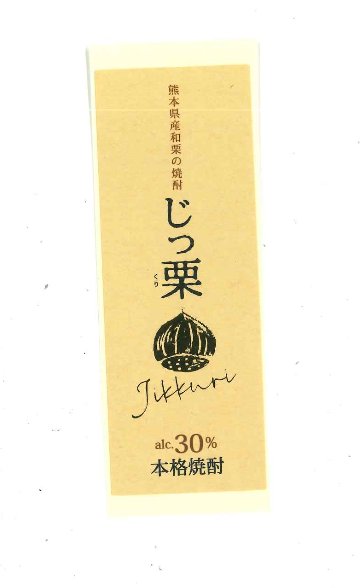 熊本県産和栗の焼酎
じっ栗
くり
Jikkuri
alc.30%
本格焼酎